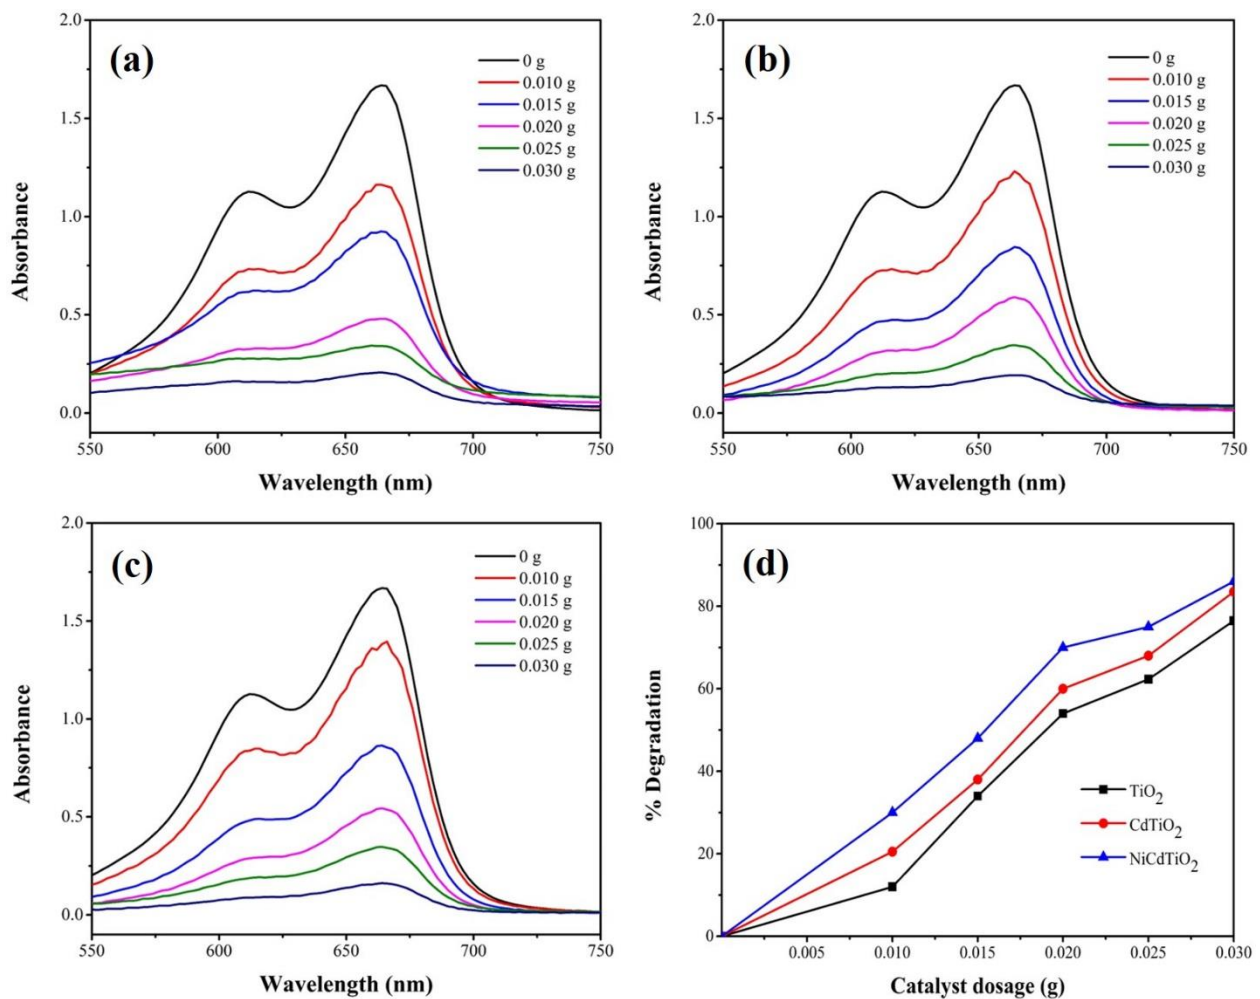 (a)
0 g
0.010 g
0.015 g
0.020 g
0.025 g
0.030 g
2.0
1.5
1.0
0.5
0.0
Absorbance
550
600
650
700
750
Wavelength (nm)
(b)
0 g
0.010 g
0.015 g
0.020 g
0.025 g
0.030 g
2.0
1.5
1.0
0.5
0.0
Absorbance
550
600
650
700
750
Wavelength (nm)
(c)
0 g
0.010 g
0.015 g
0.020 g
0.025 g
0.030 g
2.0
1.5
1.0
0.5
0.0
Absorbance
550
600
650
700
750
Wavelength (nm)
(d)
100
80
60
40
20
0
% Degradation
TiO2
CdTiO2
NiCdTiO2
0.005
0.010
0.015
0.020
0.025
0.030
Catalyst dosage (g)